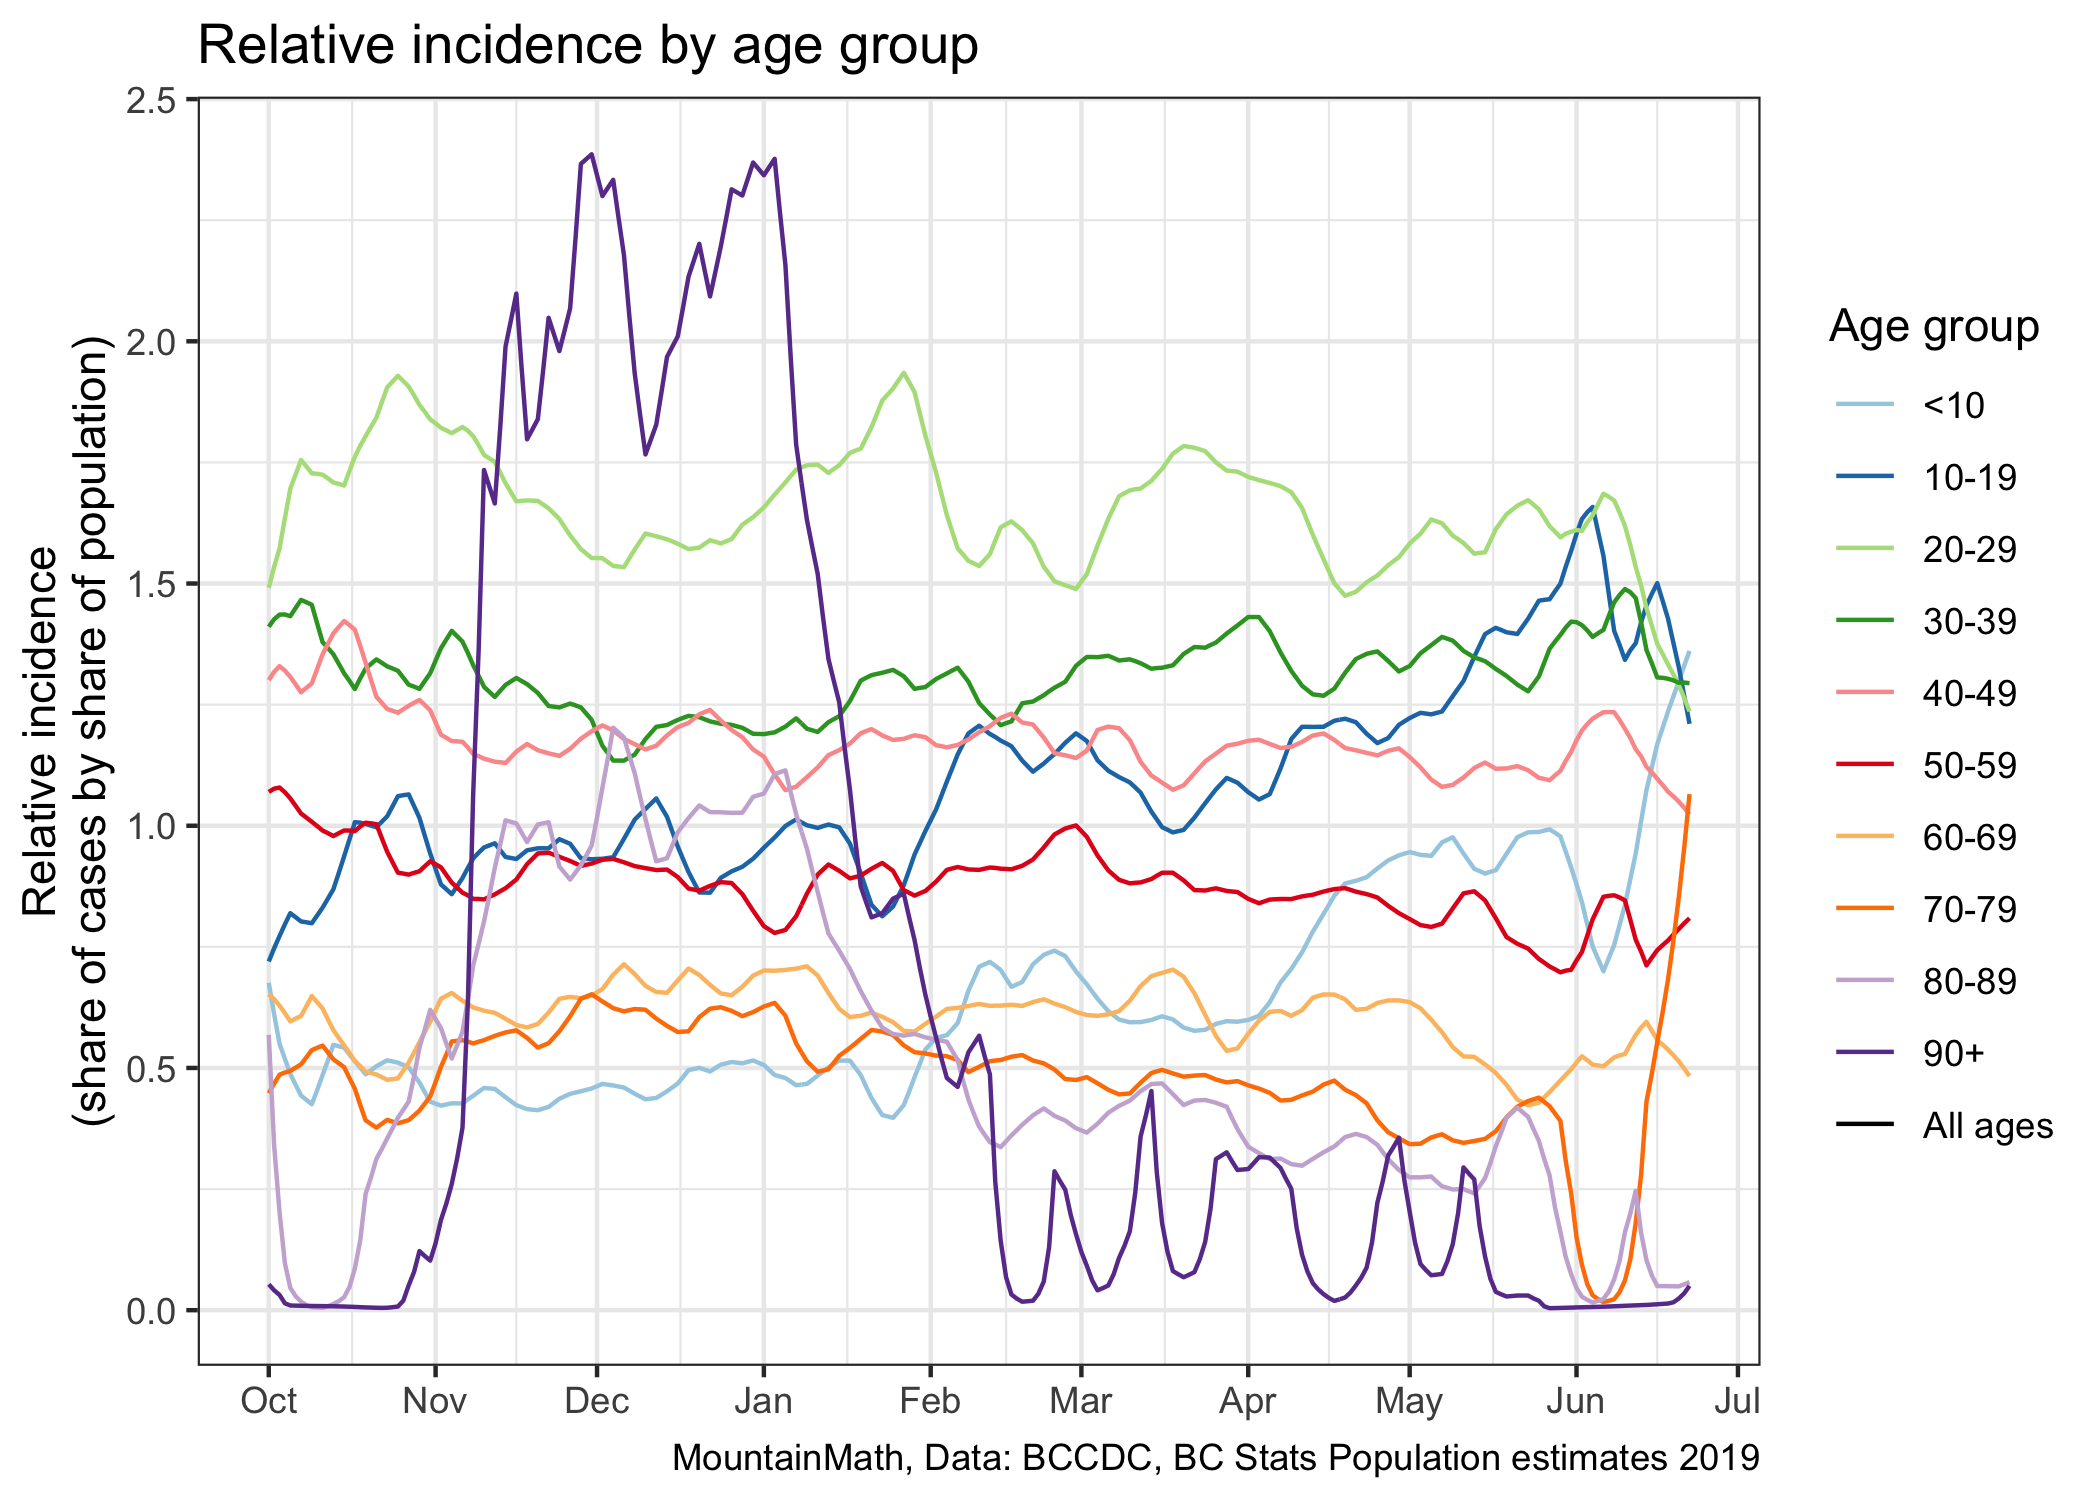 Relative incidence by age group
Relative incidence
(share of cases by share of population)
2.5
2.0
1.5
1.0
0.5
0.0
Oct Nov Dec Jan Feb Mar Apr May Jun Jul
Age group
<10
10-19
20-29
30-39
40-49
50-59
60-69
70-79
80-89
90+
All ages
MountainMath, Data: BCCDC, BC Stats Population estimates 2019